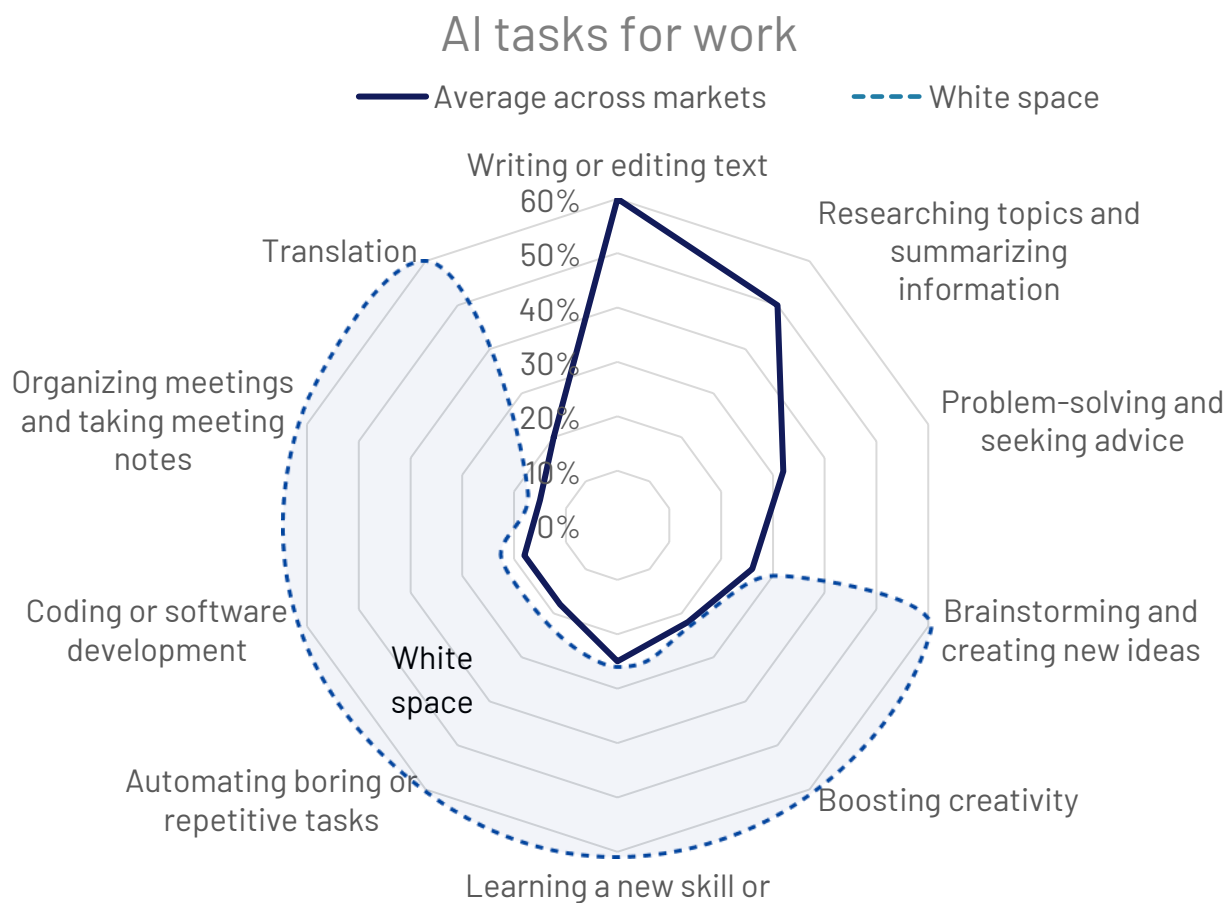 AI tasks for work
Average across markets
White space
Writing or editing text
60%
50%
40%
30%
20%
10%
0%
Researching topics and
summarizing
information
Problem-solving and
seeking advice
Brainstorming and
creating new ideas
Boosting creativity
Learning a new skill or
Automating boring or
repetitive tasks
Coding or software
development
Organizing meetings
and taking meeting
notes
Translation
White
space